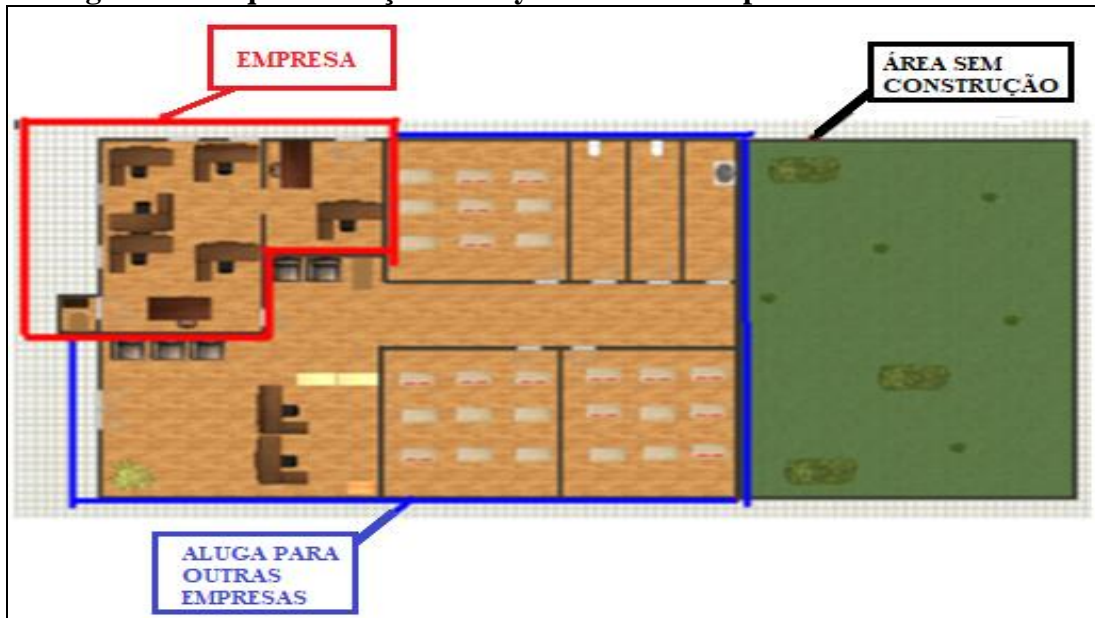 EMPRESA
ÁREA SEM
CONSTRUÇÃO
ALUGA PARA
OUTRAS
EMPRESAS